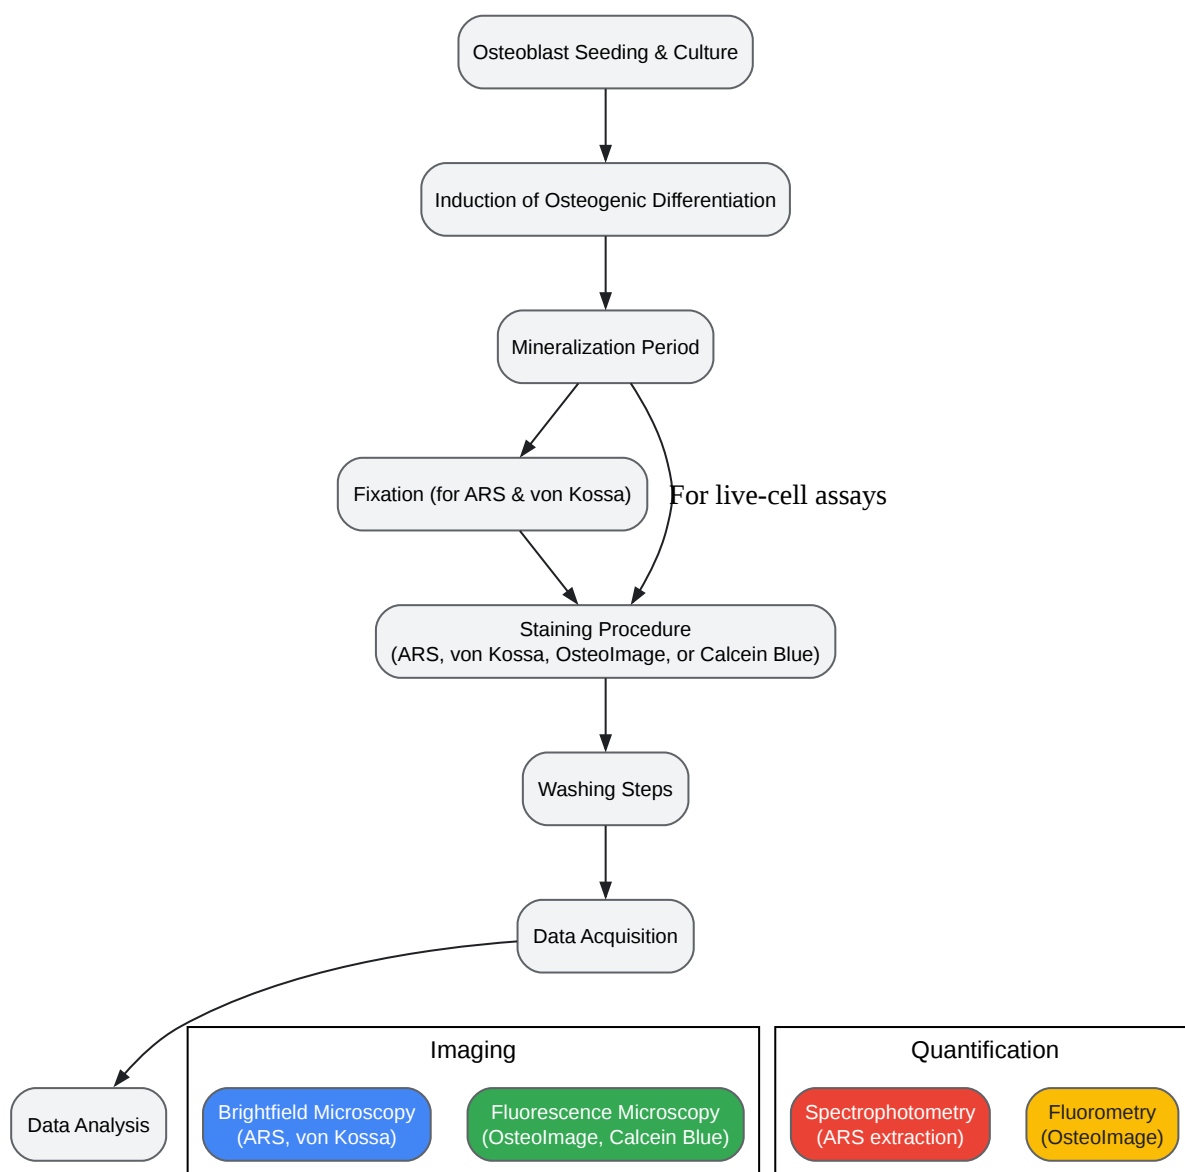 Osteoblast Seeding & Culture
Induction of Osteogenic Differentiation
Mineralization Period
Fixation (for ARS & von Kossa)
For live-cell assays
Staining Procedure
(ARS, von Kossa, OsteoImage, or Calcein Blue)
Washing Steps
Data Acquisition
Data Analysis
Imaging
Brightfield Microscopy
(ARS, von Kossa)
Fluorescence Microscopy
(OsteoImage, Calcein Blue)
Quantification
Spectrophotometry
(ARS extraction)
Fluorometry
(OsteoImage)